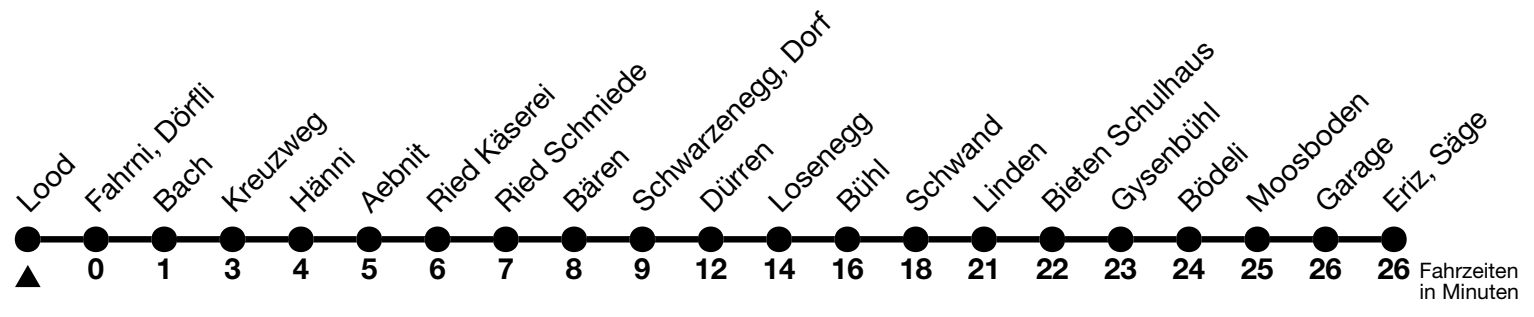 Lood
Fahrni, Dörfli
Bach
Kreuzweg
Hänni
Aebnit
Ried Käserei
Ried Schmiede
Bären
Schwarzenegg, Dorf
Dürren
Losenegg
Bühl
Schwand
Linden
Bieten Schulhaus
Gysenbühl
Bödeli
Moosboden
Garage
Eriz, Säge
0 1 3 4 5 6 7 8 9 12 14 16 18 21 22 23 24 25 26 26
Fahrzeiten
in Minuten